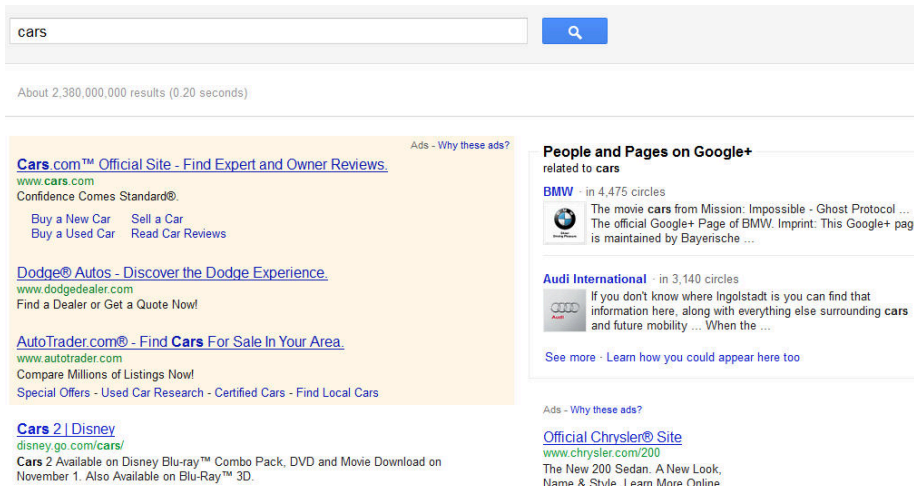 cars
About 2,380,000,000 results (0.20 seconds)
Ads - Why these ads?
Cars.com™ Official Site - Find Expert and Owner Reviews.
www.cars.com
Confidence Comes Standard®.
Buy a New Car Sell a Car
Buy a Used Car Read Car Reviews
Dodge® Autos - Discover the Dodge Experience.
www.dodgedealer.com
Find a Dealer or Get a Quote Now!
AutoTrader.com® - Find Cars For Sale In Your Area.
www.autotrader.com
Compare Millions of Listings Now!
Special Offers - Used Car Research - Certified Cars - Find Local Cars
Cars 2 | Disney
disney.go.com/cars/
Cars 2 Available on Disney Blu-ray™ Combo Pack, DVD and Movie Download on
November 1. Also Available on Blu-Ray™ 3D.
People and Pages on Google+
related to cars
BMW · in 4,475 circles
The movie cars from Mission: Impossible - Ghost Protocol ...
The official Google+ Page of BMW. Imprint: This Google+ pag
is maintained by Bayerische ...
Audi International · in 3,140 circles
Audi
If you don't know where Ingolstadt is you can find that
information here, along with everything else surrounding cars
and future mobility ... When the ...
See more · Learn how you could appear here too
Ads - Why these ads?
Official Chrysler® Site
www.chrysler.com/200
The New 200 Sedan. A New Look,
Name & Style. Learn More Online